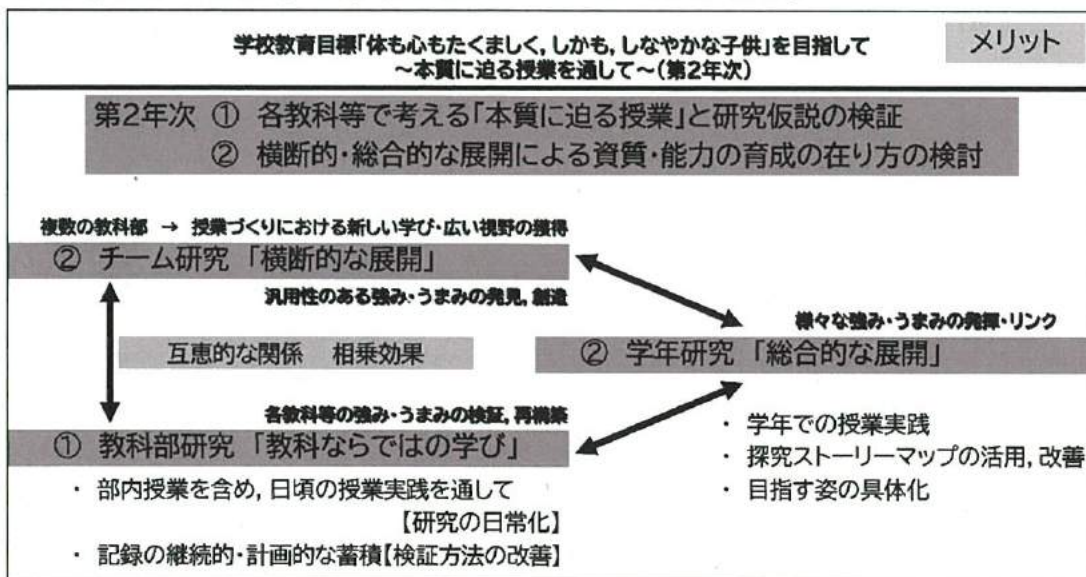 学校教育目標「体も心もたくましく，しかも，しなやかな子供」を目指して
～本質に迫る授業を通して～（第２年次）
メリット
第２年次 ① 各教科等で考える「本質に迫る授業」と研究仮説の検証
② 横断的・総合的な展開による資質・能力の育成の在り方の検討
複数の教科部 → 授業づくりにおける新しい学び・広い視野の獲得
② チーム研究「横断的な展開」
汎用性のある強み・うまみの発見，創造
互恵的な関係 相乗効果
様々な強み・うまみの発揮・リンク
② 学年研究「総合的な展開」
・ 学年での授業実践
・ 探究ストーリーマップの活用，改善
・ 目指す姿の具体化
各教科等の強み・うまみの検証，再構築
① 教科部研究「教科ならではの学び」
・ 部内授業を含め，日頃の授業実践を通して
【研究の日常化】
・ 記録の継続的・計画的な蓄積【検証方法の改善】